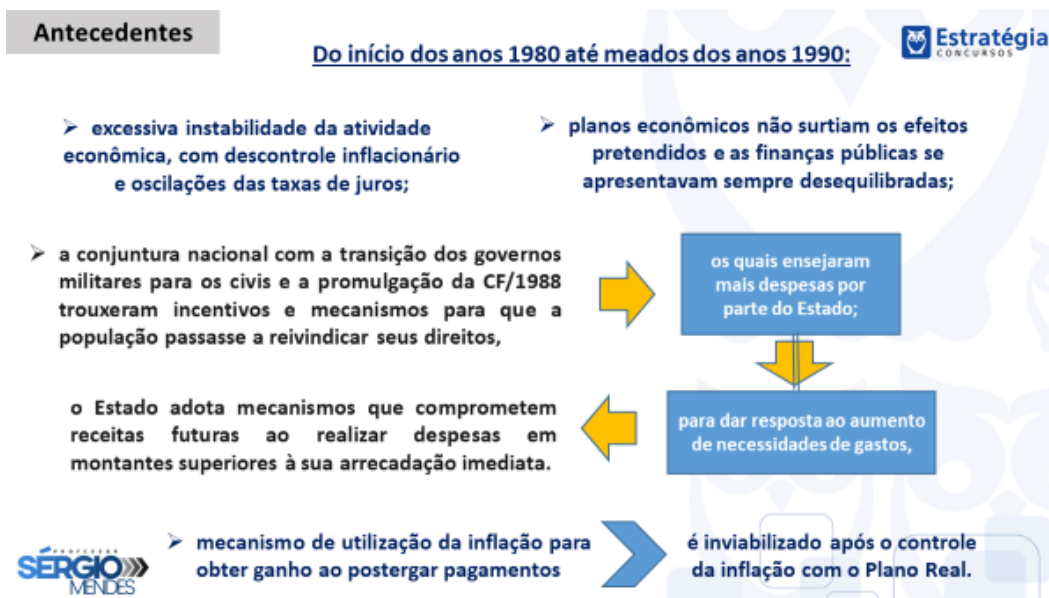 Antecedentes
Do início dos anos 1980 até meados dos anos 1990:
Estratégia
CONCURSOS
➢ excessiva instabilidade da atividade
econômica, com descontrole inflacionário
e oscilações das taxas de juros;
➢ planos econômicos não surtiam os efeitos
pretendidos e as finanças públicas se
apresentavam sempre desequilibradas;
➢ a conjuntura nacional com a transição dos governos
militares para os civis e a promulgação da CF/1988
trouxeram incentivos e mecanismos para que a
população passasse a reivindicar seus direitos,
os quais ensejaram
mais despesas por
parte do Estado;
para dar resposta ao aumento
de necessidades de gastos,
o Estado adota mecanismos que comprometem
receitas futuras ao realizar despesas em
montantes superiores à sua arrecadação imediata.
➢ mecanismo de utilização da inflação para
obter ganho ao postergar pagamentos
é inviabilizado após o controle
da inflação com o Plano Real.
PROFESSOR
SÉRGIO
MENDES